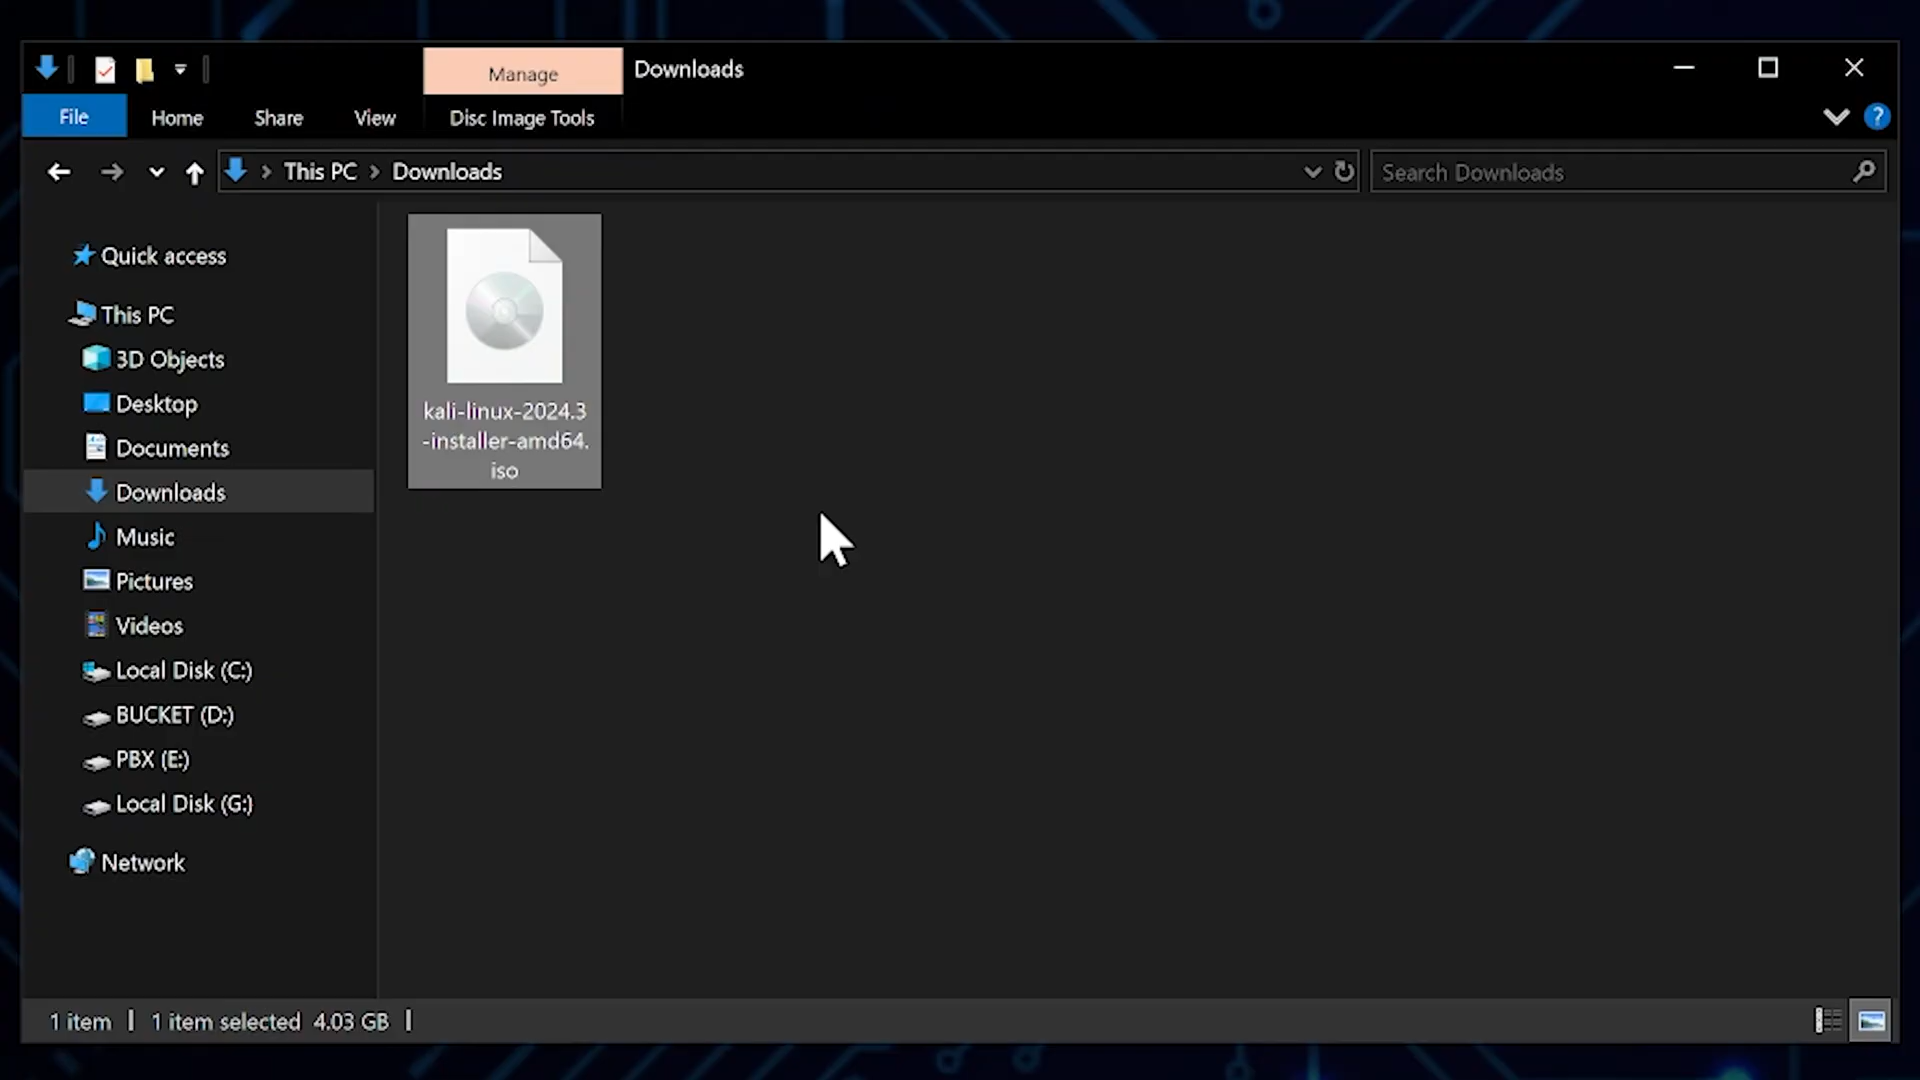 Manage
Downloads
File
Home
Share
View
Disc Image Tools
?
This PC
Downloads
Search Downloads
Quick access
This PC
3D Objects
Desktop
Documents
Downloads
Music
Pictures
Videos
Local Disk (C:)
BUCKET (D:)
PBX (E:)
Local Disk (G:)
Network
kali-linux-2024.3
-installer-amd64.
iso
1 item
1 item selected 4.03 GB